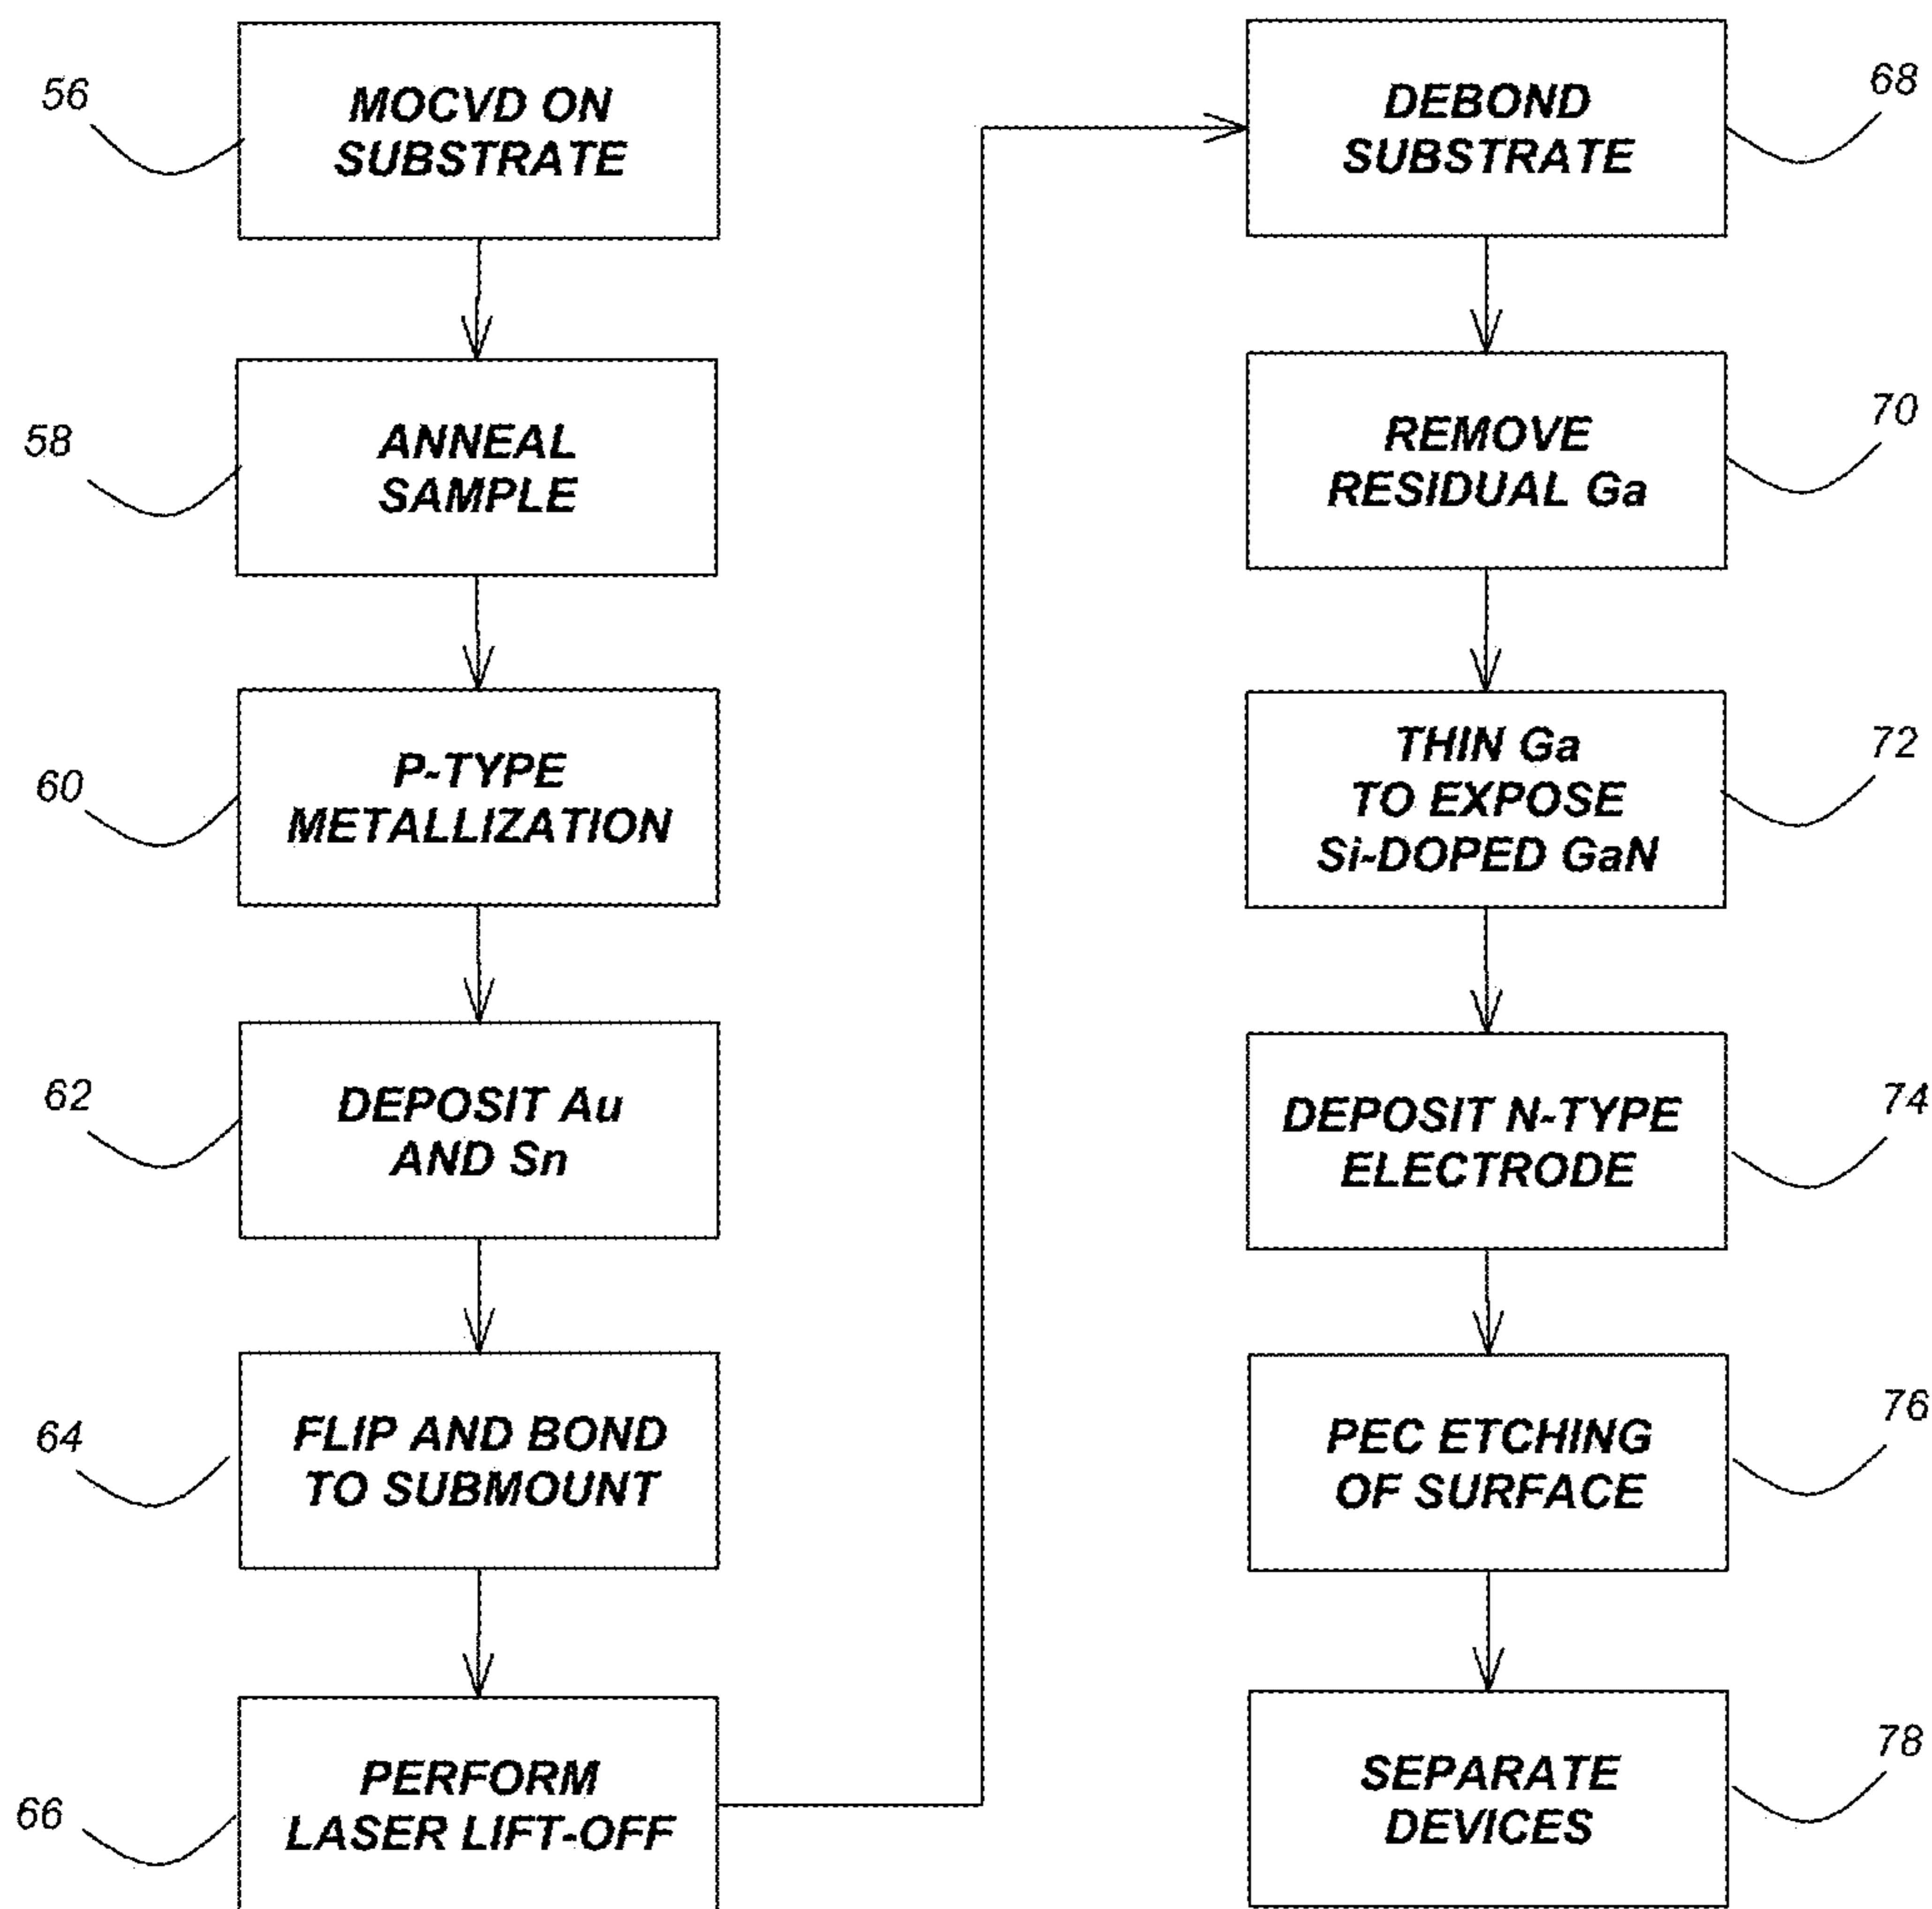 56
MOCVD ON
SUBSTRATE
58
ANNEAL
SAMPLE
60
P-TYPE
METALLIZATION
62
DEPOSIT Au
AND Sn
64
FLIP AND BOND
TO SUBMOUNT
66
PERFORM
LASER LIFT-OFF
68
DEBOND
SUBSTRATE
70
REMOVE
RESIDUAL Ga
72
THIN Ga
TO EXPOSE
Si-DOPED GaN
74
DEPOSIT N-TYPE
ELECTRODE
76
PEC ETCHING
OF SURFACE
78
SEPARATE
DEVICES